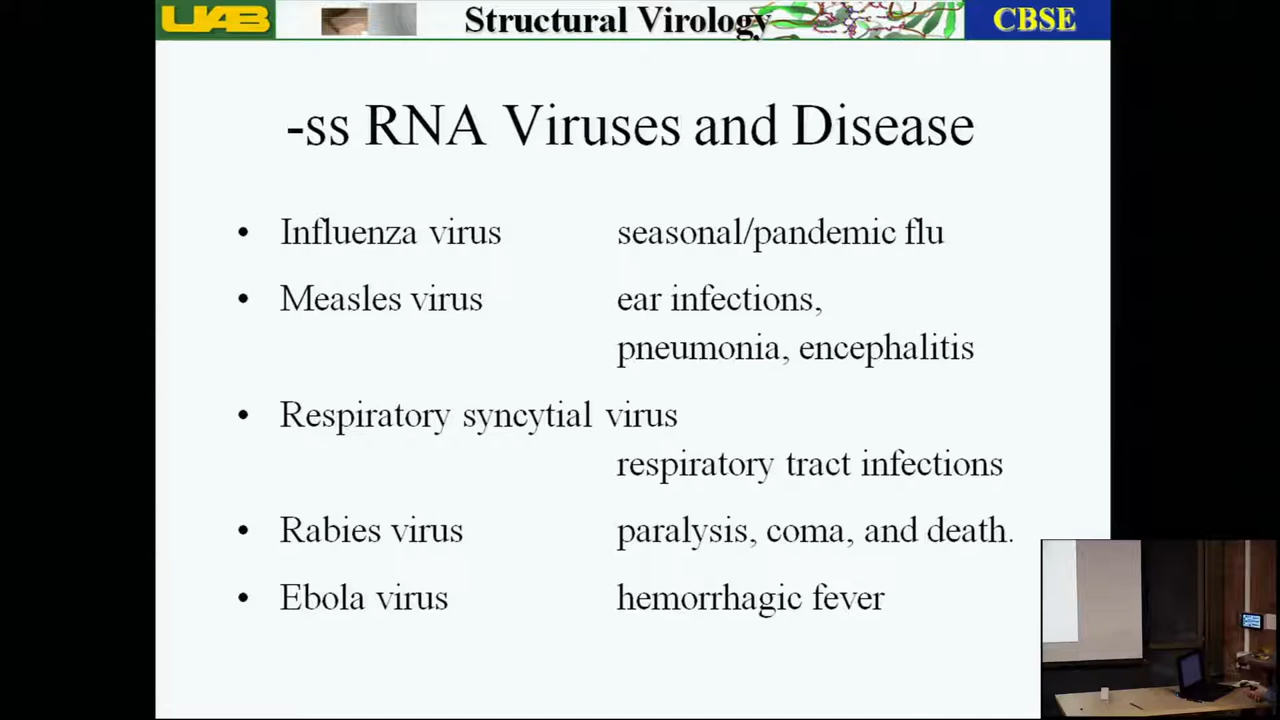 UAB
Structural Virology
CBSE
-ss RNA Viruses and Disease
• Influenza virus seasonal/pandemic flu
• Measles virus ear infections,
pneumonia, encephalitis
• Respiratory syncytial virus
respiratory tract infections
• Rabies virus paralysis, coma, and death.
• Ebola virus hemorrhagic fever